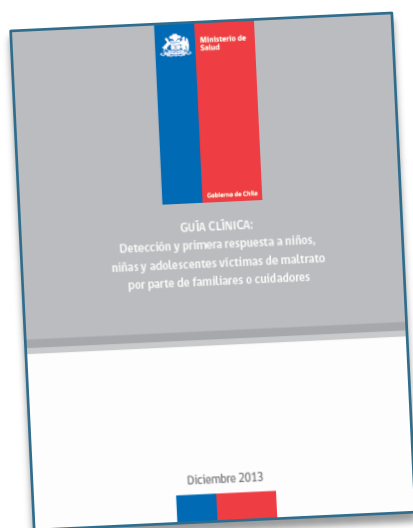 Ministerio de
Salud
Gobierno de Chile
GUÍA CLÍNICA:
Detección y primera respuesta a niños,
niñas y adolescentes víctimas de maltrato
por parte de familiares o cuidadores
Diciembre 2013